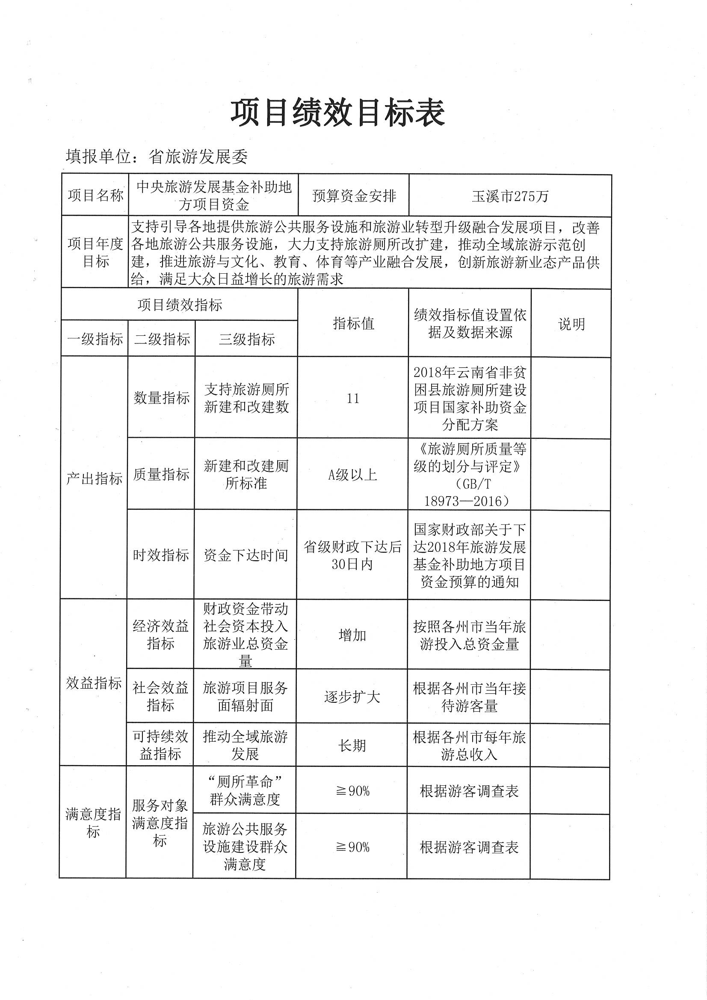 项目绩效目标表
填报单位：省旅游发展委
项目名称
中央旅游发展基金补助地
方项目资金
预算资金安排
玉溪市275万
项目年度
目标
支持引导各地提供旅游公共服务设施和旅游业转型升级融合发展项目，改善
各地旅游公共服务设施，大力支持旅游厕所改扩建，推动全域旅游示范创
建，推进旅游与文化、教育、体育等产业融合发展，创新旅游新业态产品供
给，满足大众日益增长的旅游需求
项目绩效指标
指标值
绩效指标值设置依
据及数据来源
说明
一级指标
二级指标
三级指标
产出指标
数量指标
支持旅游厕所
新建和改建数
11
2018年云南省非贫
困县旅游厕所建设
项目国家补助资金
分配方案
质量指标
新建和改建厕
所标准
A级以上
《旅游厕所质量等
级的划分与评定》
（GB/T
18973—2016）
时效指标
资金下达时间
省级财政下达后
30日内
国家财政部关于下
达2018年旅游发展
基金补助地方项目
资金预算的通知
效益指标
经济效益
指标
财政资金带动
社会资本投入
旅游业总资金
量
增加
按照各州市当年旅
游投入总资金量
社会效益
指标
旅游项目服务
面辐射面
逐步扩大
根据各州市当年接
待游客量
可持续效
益指标
推动全域旅游
发展
长期
根据各州市每年旅
游总收入
满意度指
标
服务对象
满意度指
标
“厕所革命”
群众满意度
≧90%
根据游客调查表
旅游公共服务
设施建设群众
满意度
≧90%
根据游客调查表